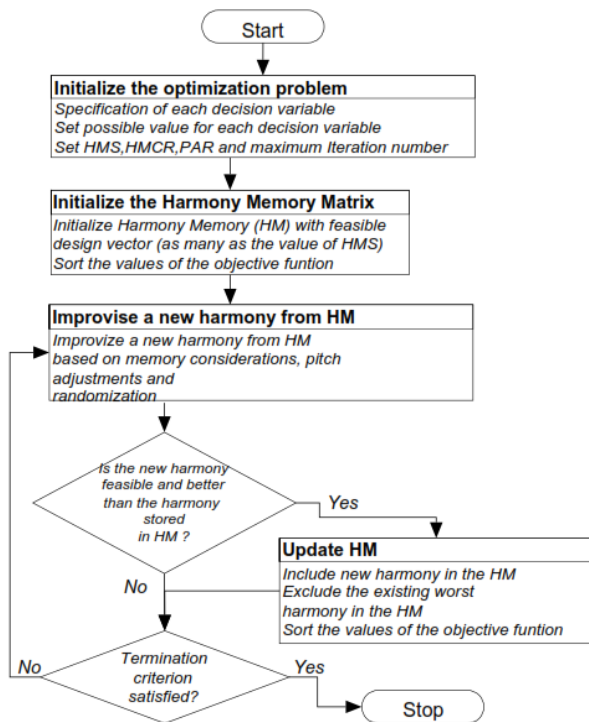 Start
Initialize the optimization problem
Specification of each decision variable
Set possible value for each decision variable
Set HMS,HMCR,PAR and maximum Iteration number
Initialize the Harmony Memory Matrix
Initialize Harmony Memory (HM) with feasible
design vector (as many as the value of HMS)
Sort the values of the objective funtion
Improvise a new harmony from HM
Improvize a new harmony from HM
based on memory considerations, pitch
adjustments and
randomization
Is the new harmony
feasible and better
than the harmony
stored
in HM ?
Yes
Update HM
Include new harmony in the HM
Exclude the existing worst
harmony in the HM
Sort the values of the objective funtion
No
Termination
criterion
satisfied?
No
Yes
Stop